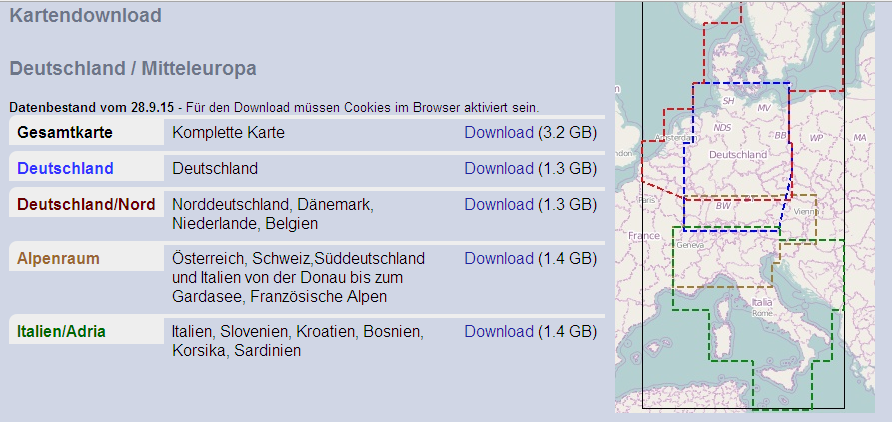 Kartendownload
Deutschland / Mitteleuropa
Datenbestand vom 28.9.15 - Für den Download müssen Cookies im Browser aktiviert sein.
Gesamtkarte Komplette Karte Download (3.2 GB)
Deutschland Deutschland Download (1.3 GB)
Deutschland/Nord Norddeutschland, Dänemark, Download (1.3 GB)
Niederlande, Belgien
Alpenraum Österreich, Schweiz,Süddeutschland Download (1.4 GB)
und Italien von der Donau bis zum
Gardasee, Französische Alpen
Italien/Adria Italien, Slovenien, Kroatien, Bosnien, Download (1.4 GB)
Korsika, Sardinien
SH
MV
NDS
BB
WP
MA
Amsterdam
Deutschland
Paris
BW
Vienna
France
Geneva
Italia
Rome